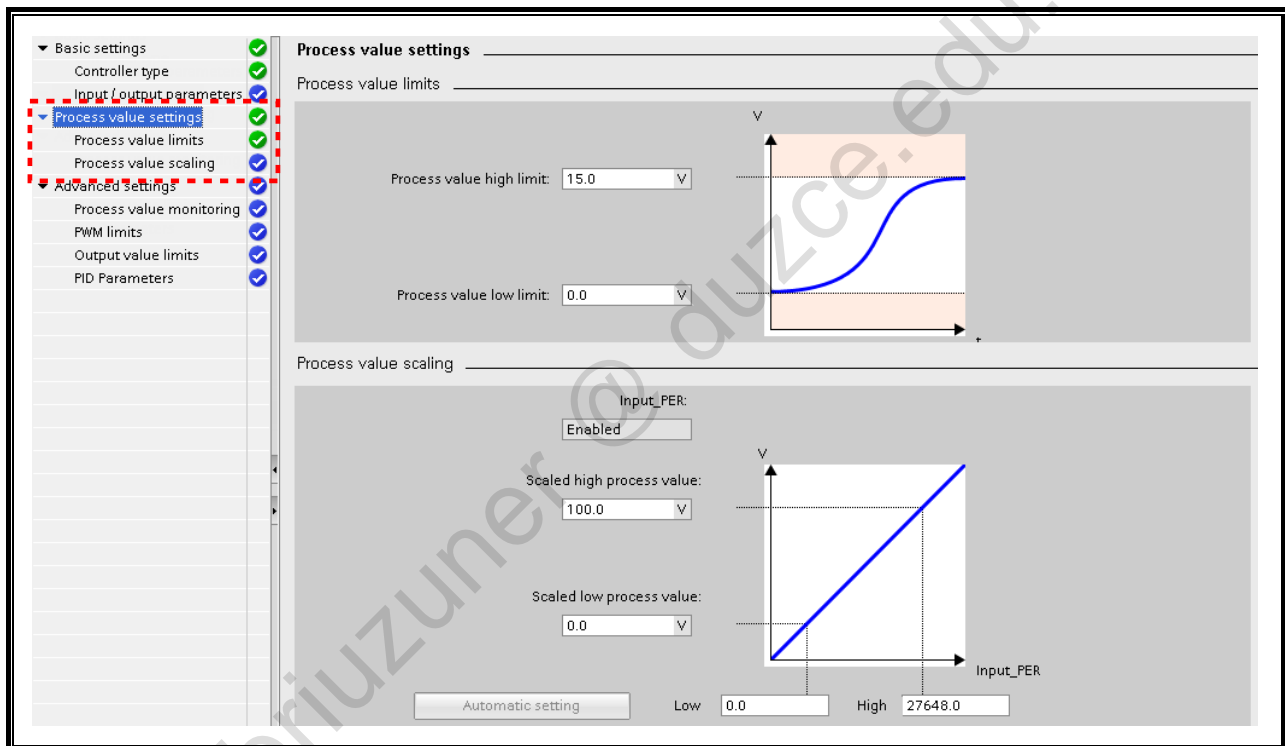 Basic settings
Controller type
Input / output parameters
Process value settings
Process value limits
Process value scaling
Advanced settings
Process value monitoring
PWM limits
Output value limits
PID Parameters
Process value settings
Process value limits
V
Process value high limit: 15.0 V
Process value low limit: 0.0 V
t
Process value scaling
Input_PER:
Enabled
V
Scaled high process value:
100.0 V
Scaled low process value:
0.0 V
Input_PER
Automatic setting Low 0.0 High 27648.0
briuzuner @ duzce.edu.